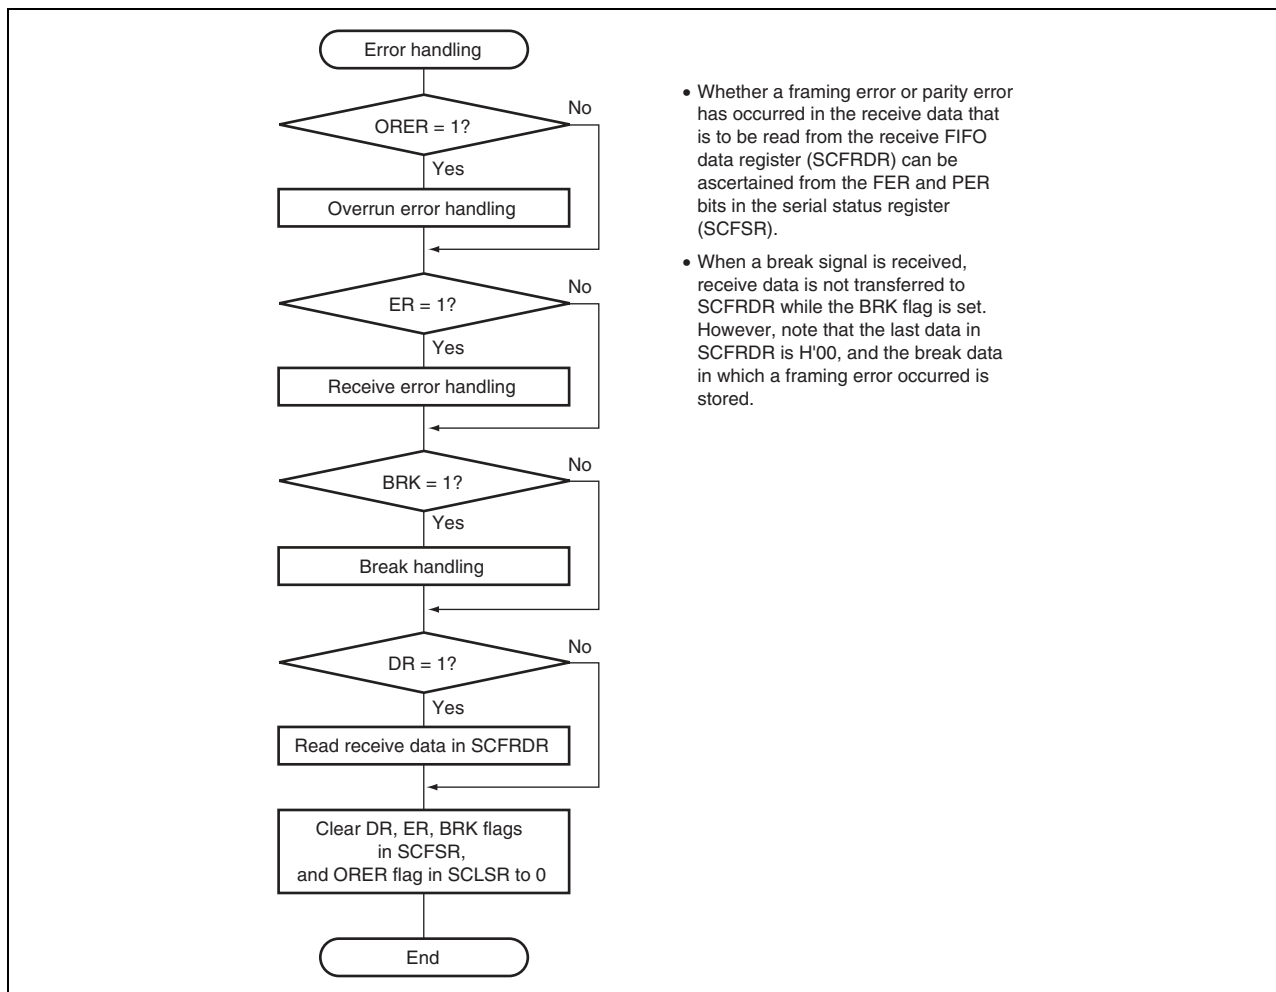 Error handling
No
ORER = 1?
Yes
Overrun error handling
No
ER = 1?
Yes
Receive error handling
No
BRK = 1?
Yes
Break handling
No
DR = 1?
Yes
Read receive data in SCFRDR
Clear DR, ER, BRK flags
in SCFSR,
and ORER flag in SCLSR to 0
End
• Whether a framing error or parity error
has occurred in the receive data that
is to be read from the receive FIFO
data register (SCFRDR) can be
ascertained from the FER and PER
bits in the serial status register
(SCFSR).
• When a break signal is received,
receive data is not transferred to
SCFRDR while the BRK flag is set.
However, note that the last data in
SCFRDR is H'00, and the break data
in which a framing error occurred is
stored.